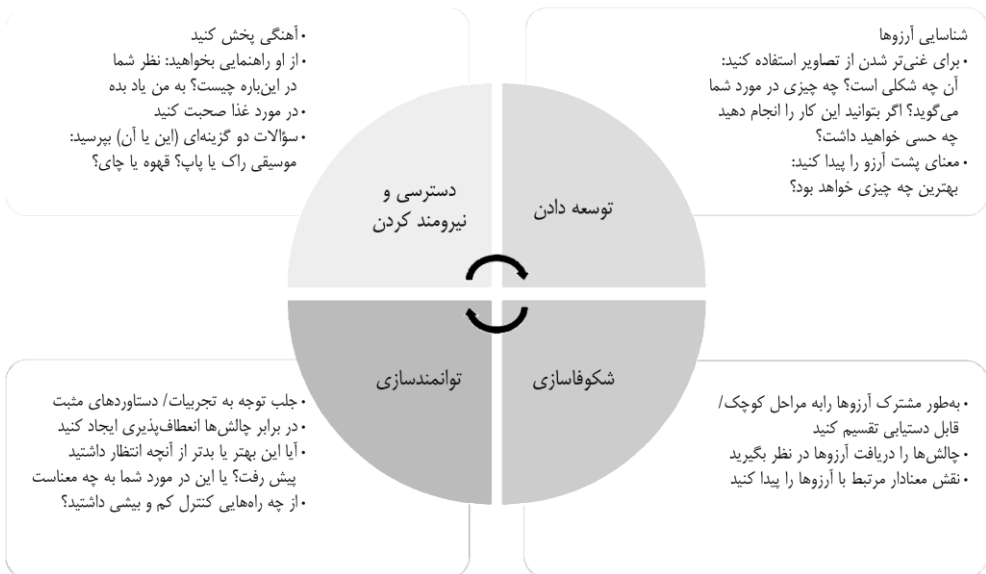 شناسایی آرزوها
• برای غنی‌تر شدن از تصاویر استفاده کنید:
آن چه شکلی است؟ چه چیزی در مورد شما
می‌گوید؟ اگر بتوانید این کار را انجام دهید
چه حسی خواهید داشت؟
• معنای پشت آرزو را پیدا کنید:
بهترین چه چیزی خواهد بود؟
• آهنگی پخش کنید
• از او راهنمایی بخواهید: نظر شما
در این‌باره چیست؟ به من یاد بده
• در مورد غذا صحبت کنید
• سؤالات دو گزینه‌ای (این یا آن) بپرسید:
موسیقی راک یا پاپ؟ قهوه یا چای؟
توسعه دادن
دسترسی و
نیرومند کردن
شکوفاسازی
توانمندسازی
• به‌طور مشترک آرزوها رابه مراحل کوچک/
قابل دستیابی تقسیم کنید
• چالش‌ها را دریافت آرزوها در نظر بگیرید
• نقش معنادار مرتبط با آرزوها را پیدا کنید
• جلب توجه به تجربیات/ دستاوردهای مثبت
• در برابر چالش‌ها انعطاف‌پذیری ایجاد کنید
• آیا این بهتر یا بدتر از آنچه انتظار داشتید
پیش رفت؟ یا این در مورد شما به چه معناست
• از چه راه‌هایی کنترل کم و بیشی داشتید؟